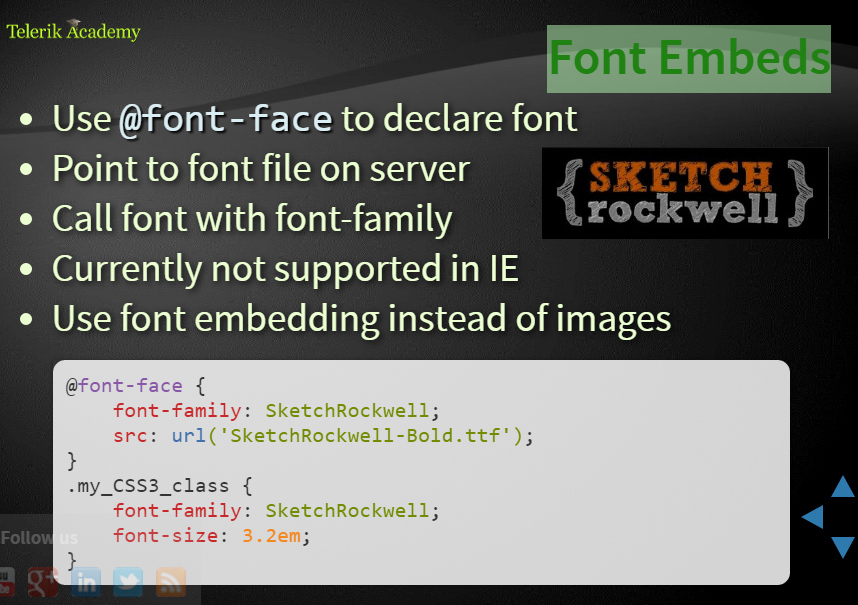 Telerik Academy
Font Embeds
• Use @font-face to declare font
• Point to font file on server
• Call font with font-family
• Currently not supported in IE
• Use font embedding instead of images
{SKETCH
rockwell}
@font-face {
    font-family: SketchRockwell;
    src: url('SketchRockwell-Bold.ttf');
}
.my_CSS3_class {
    font-family: SketchRockwell;
    font-size: 3.2em;
}
Follow us
g+ in